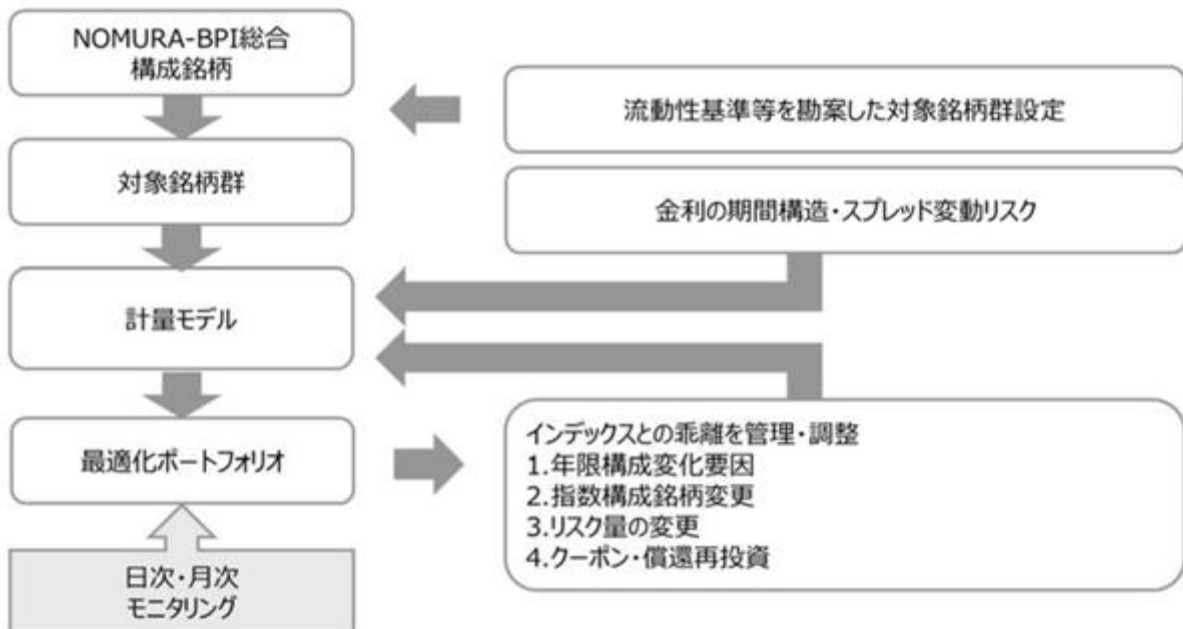 NOMURA-BPI総合
構成銘柄
流動性基準等を勘案した対象銘柄群設定
対象銘柄群
金利の期間構造・スプレッド変動リスク
計量モデル
最適化ポートフォリオ
インデックスとの乖離を管理・調整
1.年限構成変化要因
2.指数構成銘柄変更
3.リスク量の変更
4.クーポン・償還再投資
日次・月次
モニタリング